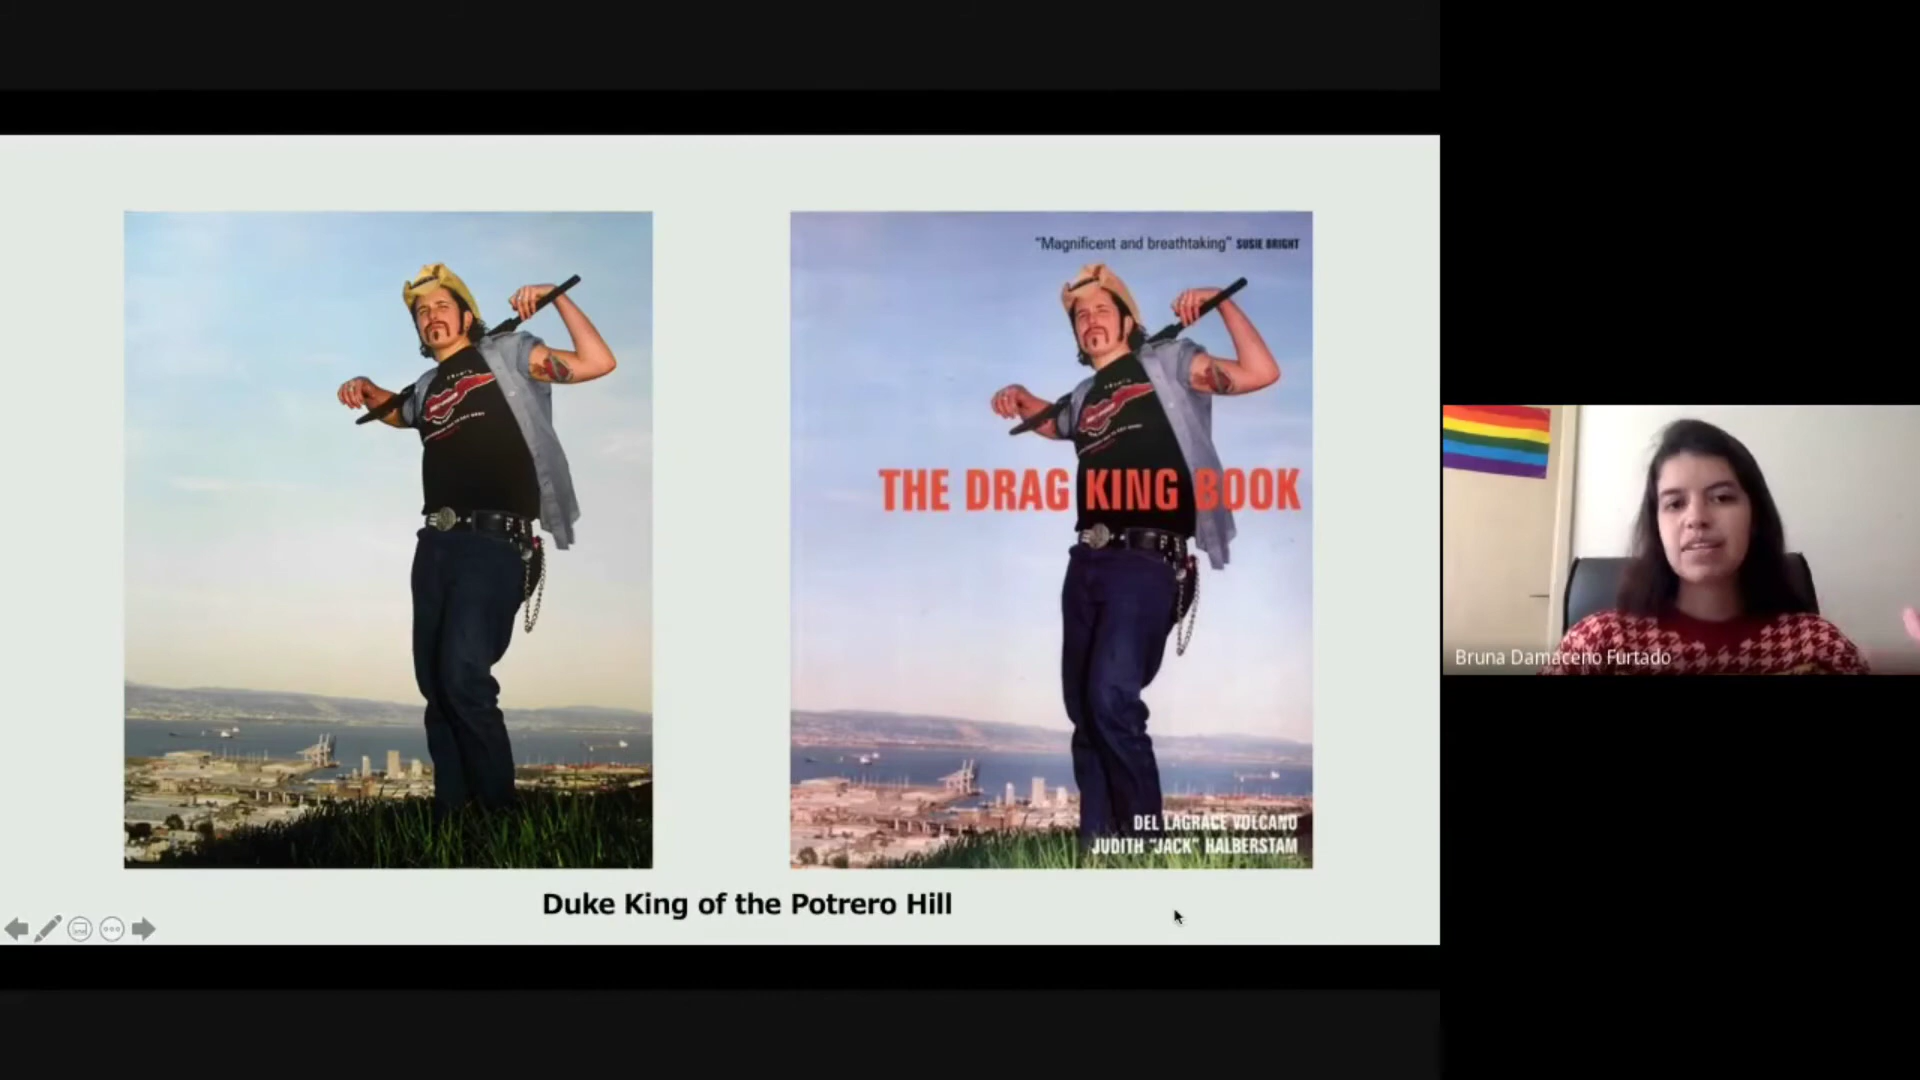 "Magnificent and breathtaking" SUSIE BRIGHT
THE DRAG KING BOOK
DEL LAGRACE VOLCANO
JUDITH "JACK" HALBERSTAM
Duke King of the Potrero Hill
Bruna Damaceno Furtado